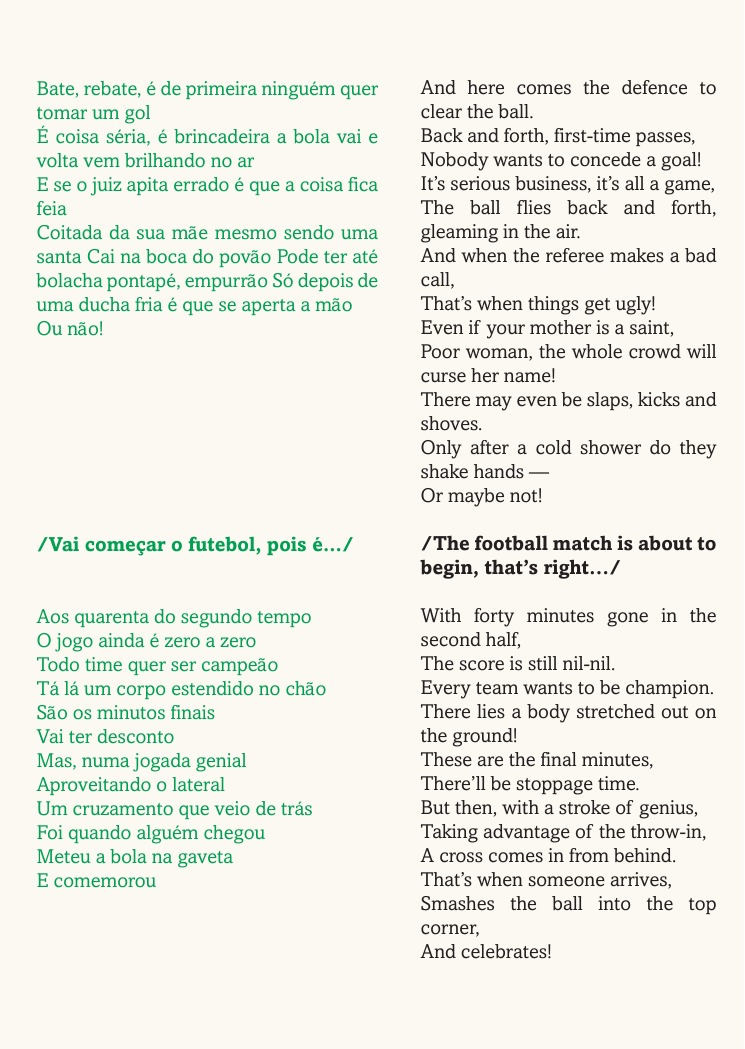 Bate, rebate, é de primeira ninguém quer
tomar um gol
É coisa séria, é brincadeira a bola vai e
volta vem brilhando no ar
E se o juiz apita errado é que a coisa fica
feia
Coitada da sua mãe mesmo sendo uma
santa Cai na boca do povão Pode ter até
bolacha pontapé, empurrão Só depois de
uma ducha fria é que se aperta a mão
Ou não!
/Vai começar o futebol, pois é.../
Aos quarenta do segundo tempo
O jogo ainda é zero a zero
Todo time quer ser campeão
Tá lá um corpo estendido no chão
São os minutos finais
Vai ter desconto
Mas, numa jogada genial
Aproveitando o lateral
Um cruzamento que veio de trás
Foi quando alguém chegou
Meteu a bola na gaveta
E comemorou
And here comes the defence to
clear the ball.
Back and forth, first-time passes,
Nobody wants to concede a goal!
It's serious business, it's all a game,
The ball flies back and forth,
gleaming in the air.
And when the referee makes a bad
call,
That's when things get ugly!
Even if your mother is a saint,
Poor woman, the whole crowd will
curse her name!
There may even be slaps, kicks and
shoves.
Only after a cold shower do they
shake hands —
Or maybe not!
/The football match is about to
begin, that's right.../
With forty minutes gone in the
second half,
The score is still nil-nil.
Every team wants to be champion.
There lies a body stretched out on
the ground!
These are the final minutes,
There'll be stoppage time.
But then, with a stroke of genius,
Taking advantage of the throw-in,
A cross comes in from behind.
That's when someone arrives,
Smashes the ball into the top
corner,
And celebrates!